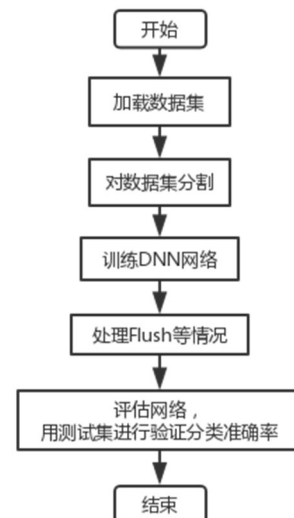 开始
加载数据集
对数据集分割
训练DNN网络
处理Flush等情况
评估网络，
用测试集进行验证分类准确率
结束